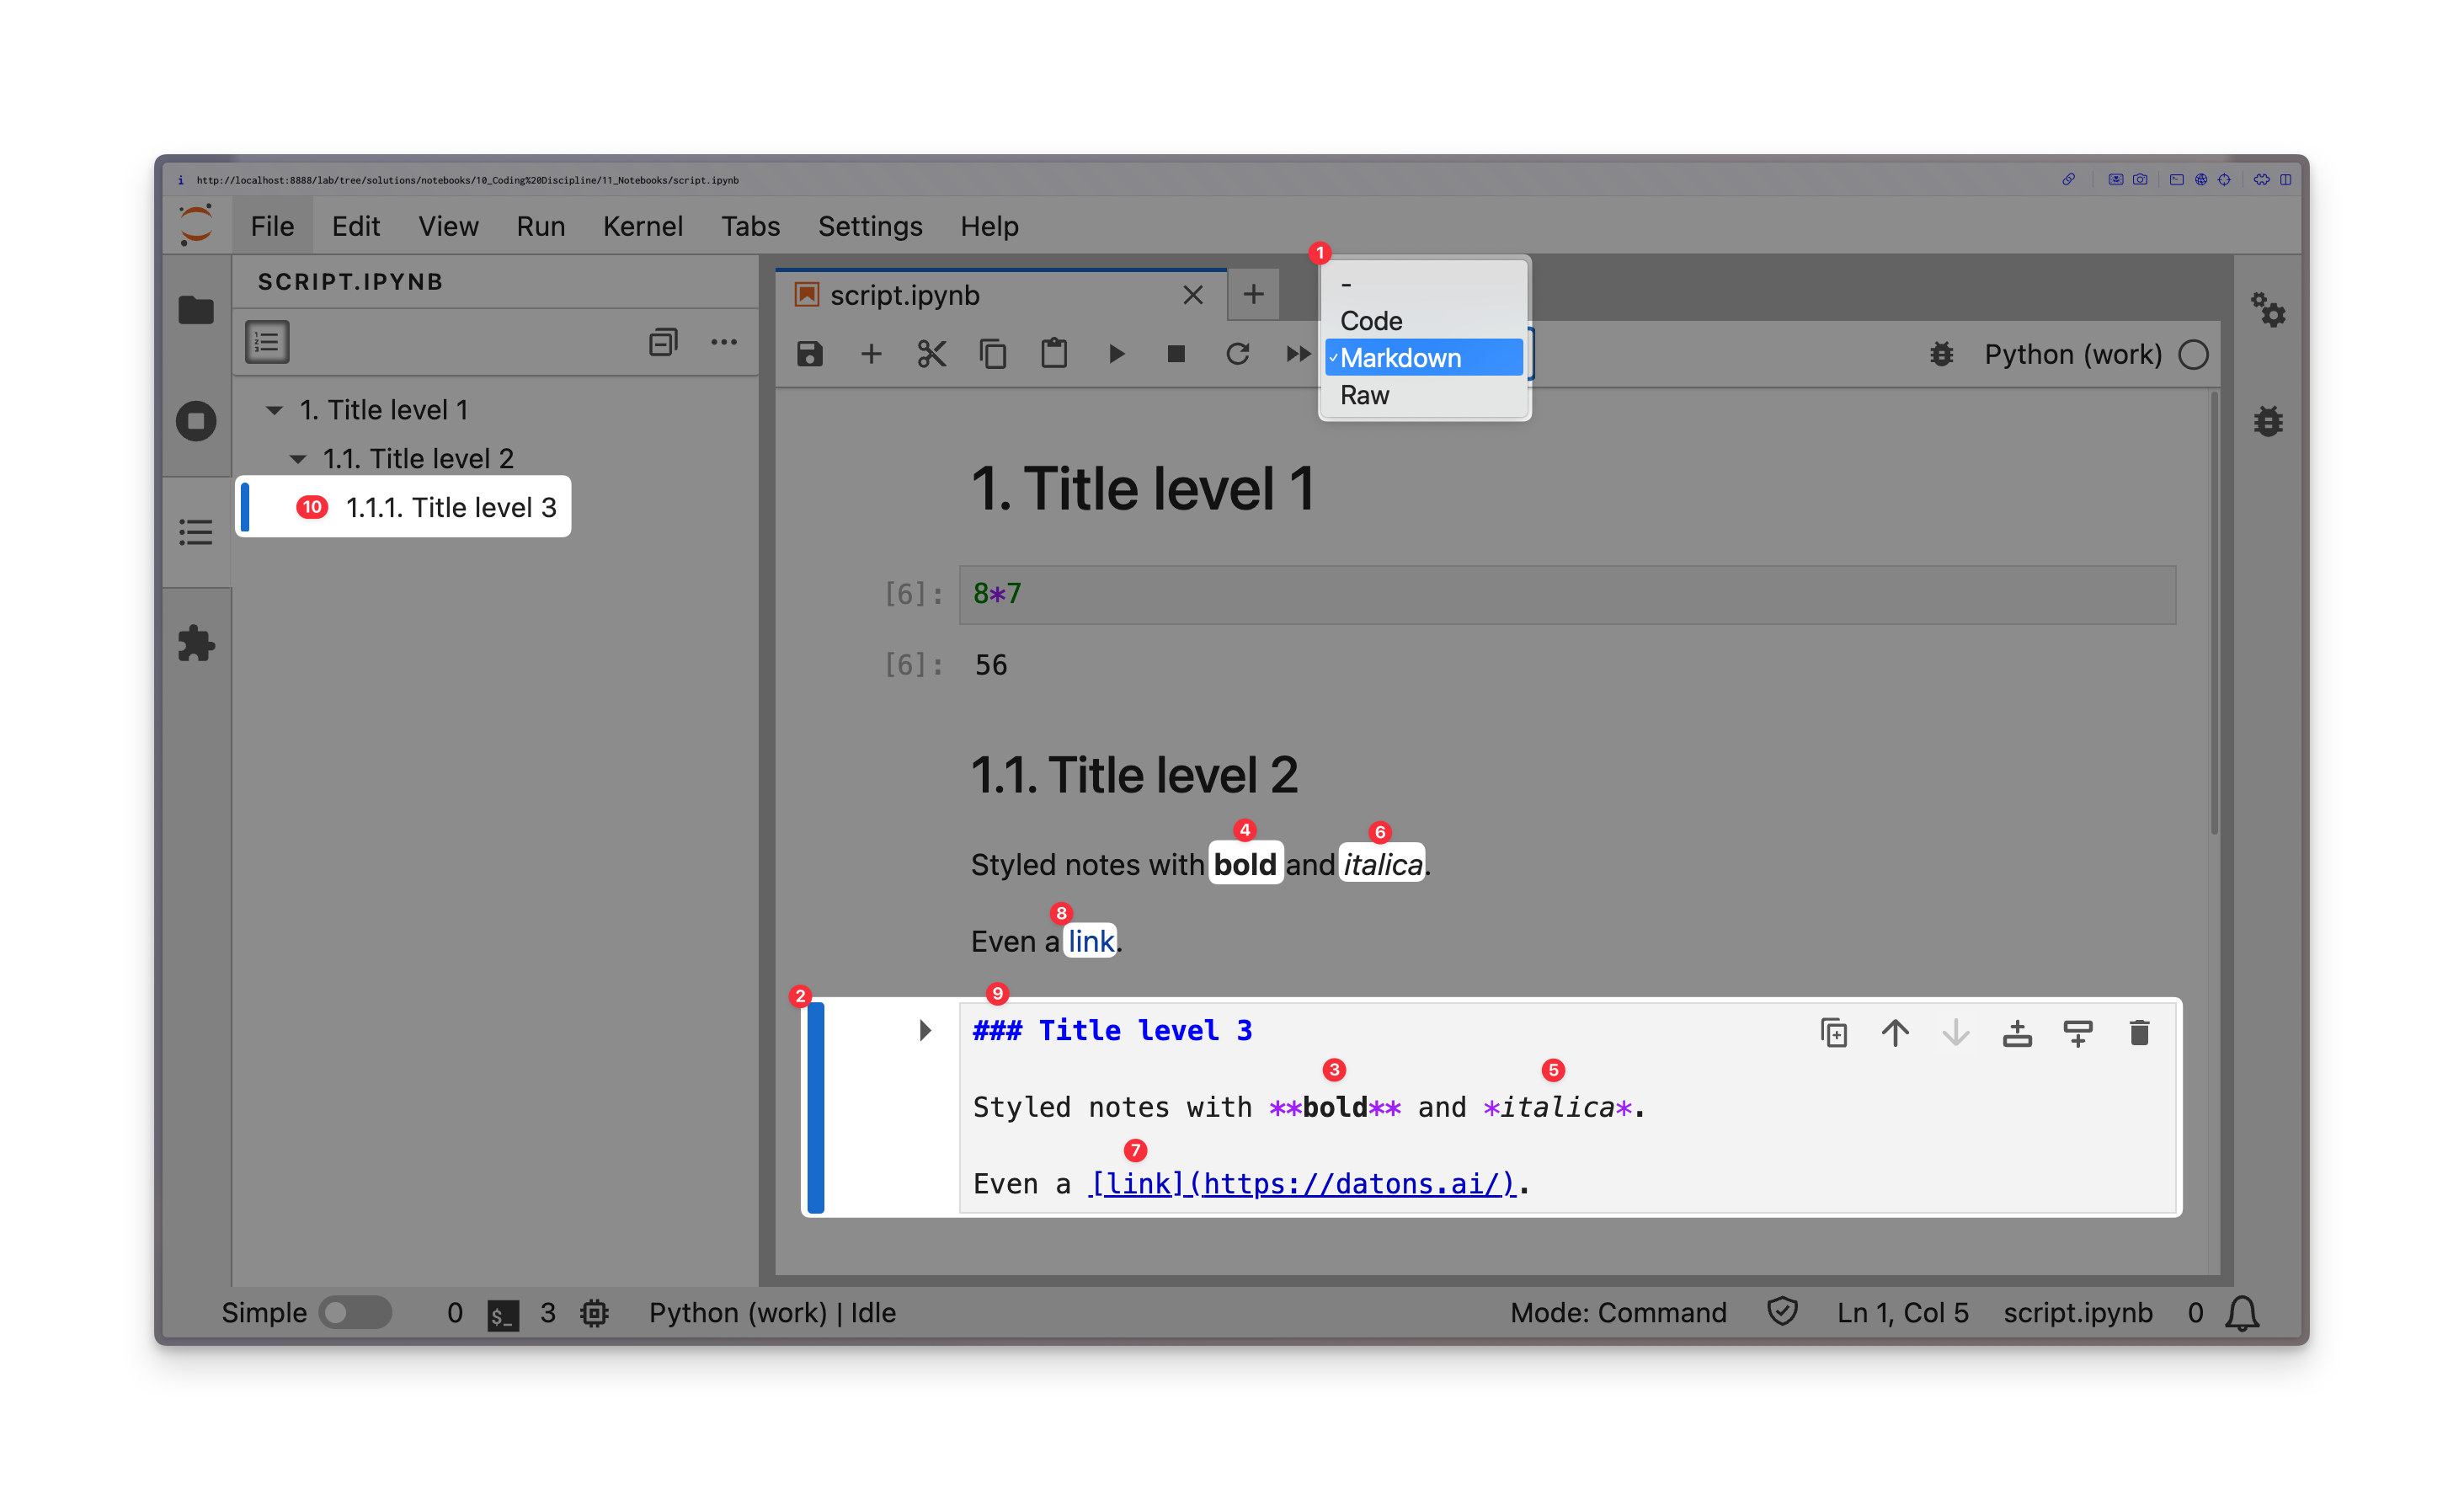 i http://localhost:8888/lab/tree/solutions/notebooks/10_Coding%20Discipline/11_Notebooks/script.ipynb
File Edit View Run Kernel Tabs Settings Help
SCRIPT.IPYNB
1. Title level 1
1.1. Title level 2
10 1.1.1. Title level 3
script.ipynb
1
-
Code
✓Markdown
Raw
Python (work)
1. Title level 1
[6]: 8*7
[6]: 56
1.1. Title level 2
4 6
Styled notes with bold and italica.
8
Even a link.
2 9
### Title level 3
3 5
Styled notes with **bold** and *italica*.
7
Even a [link](https://datons.ai/).
Simple 0 $_ 3 Python (work) | Idle Mode: Command Ln 1, Col 5 script.ipynb 0